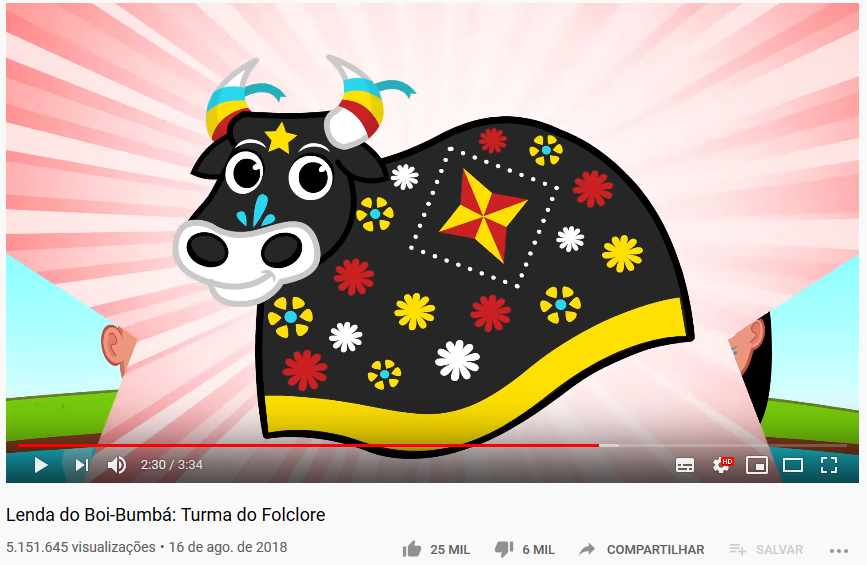 2:30 / 3:34
HD
Lenda do Boi-Bumbá: Turma do Folclore
5.151.645 visualizações • 16 de ago. de 2018
25 MIL
6 MIL
COMPARTILHAR
SALVAR